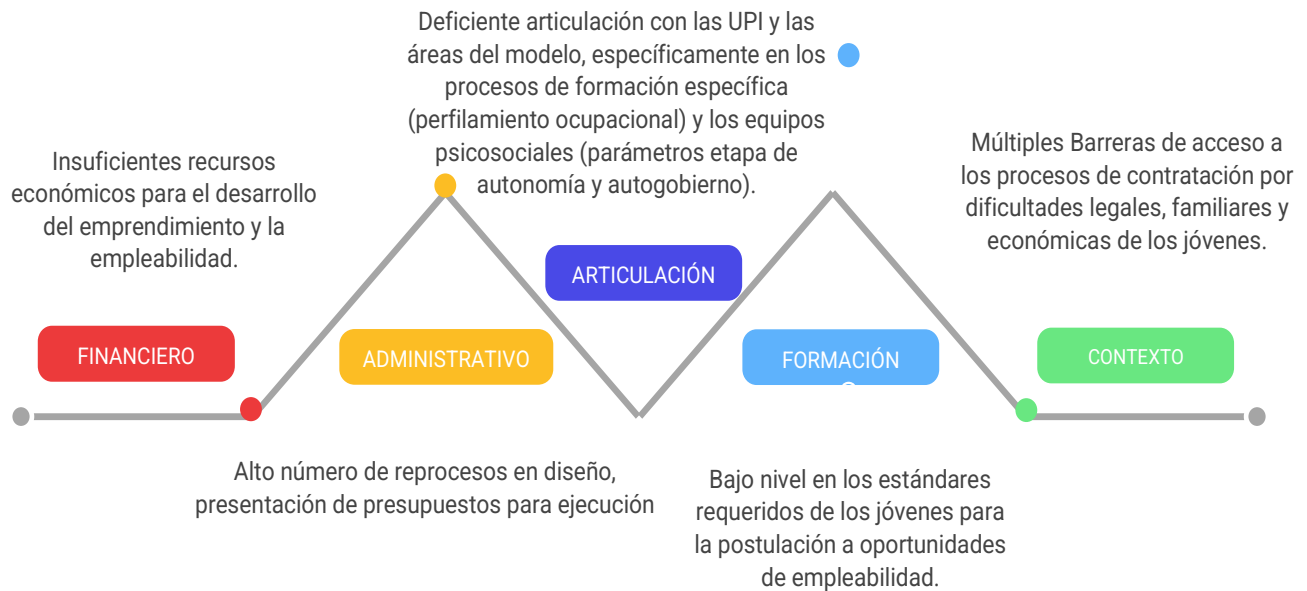 Deficiente articulación con las UPI y las
áreas del modelo, específicamente en los
procesos de formación específica
(perfilamiento ocupacional) y los equipos
psicosociales (parámetros etapa de
autonomía y autogobierno).
Insuficientes recursos
económicos para el desarrollo
del emprendimiento y la
empleabilidad.
Múltiples Barreras de acceso a
los procesos de contratación por
dificultades legales, familiares y
económicas de los jóvenes.
ARTICULACIÓN
FINANCIERO
ADMINISTRATIVO
FORMACIÓN
CONTEXTO
Alto número de reprocesos en diseño,
presentación de presupuestos para ejecución
Bajo nivel en los estándares
requeridos de los jóvenes para
la postulación a oportunidades
de empleabilidad.